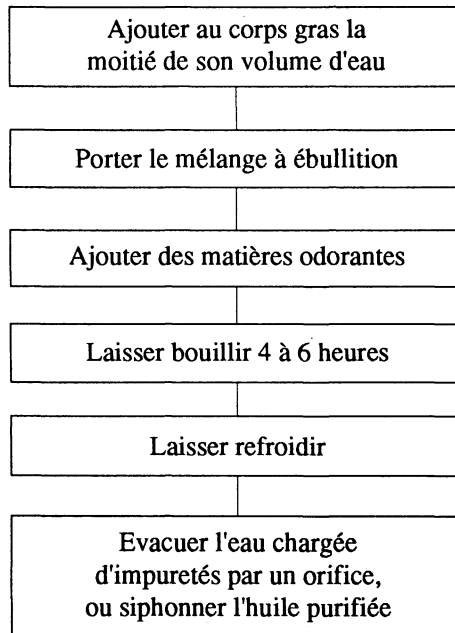 Ajouter au corps gras la
moitié de son volume d'eau
Porter le mélange à ébullition
Ajouter des matières odorantes
Laisser bouillir 4 à 6 heures
Laisser refroidir
Evacuer l'eau chargée
d'impuretés par un orifice,
ou siphonner l'huile purifiée